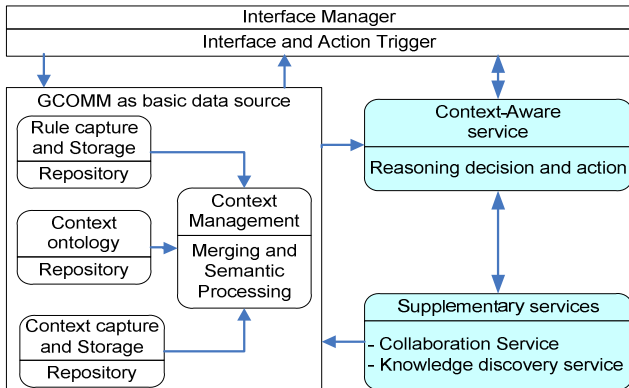 Interface Manager
Interface and Action Trigger
GCOMM as basic data source
Rule capture
and Storage
Repository
Context
ontology
Repository
Context capture
and Storage
Repository
Context
Management
Merging and
Semantic
Processing
Context-Aware
service
Reasoning decision and action
Supplementary services
- Collaboration Service
- Knowledge discovery service